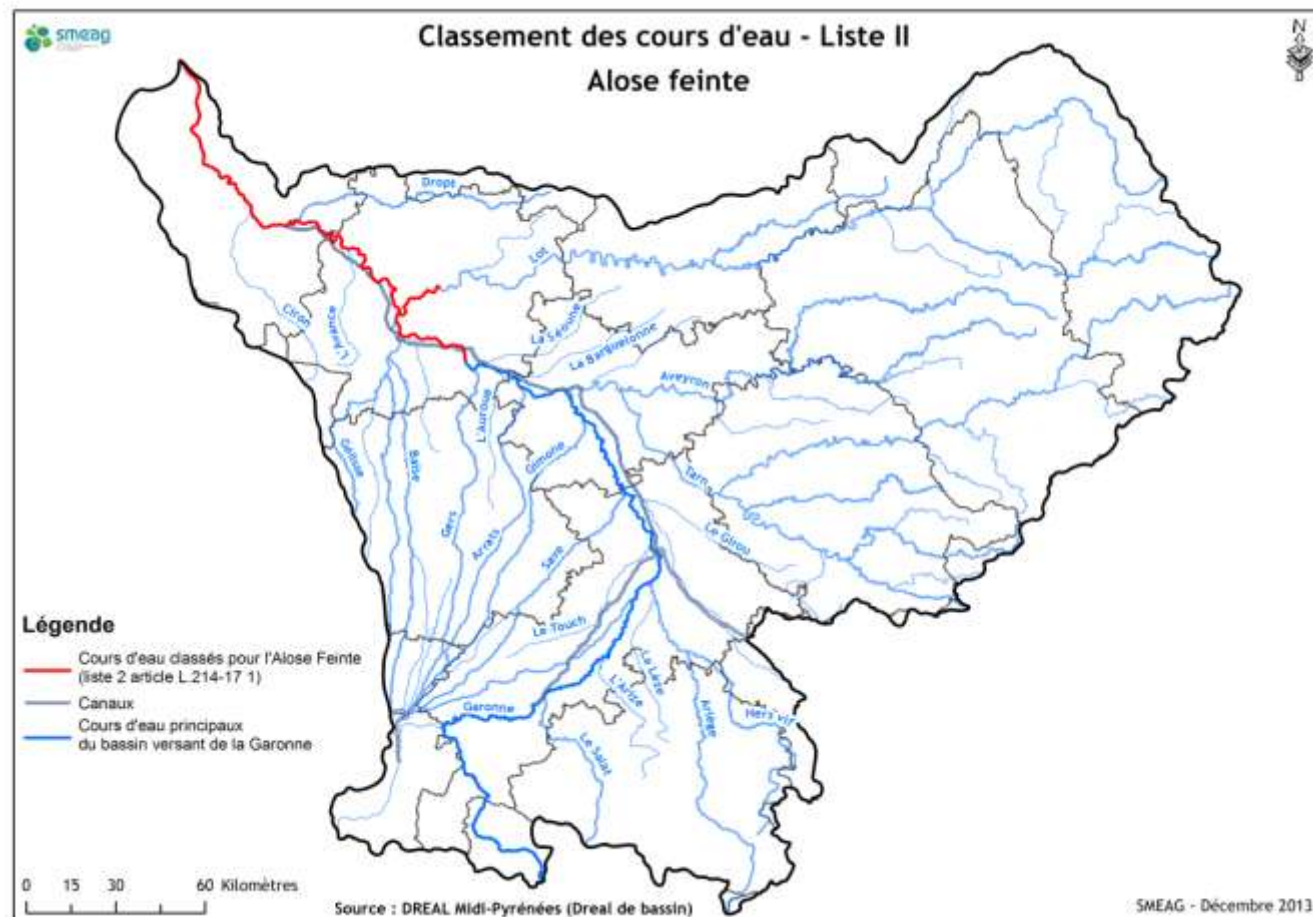 smeag
Classement des cours d'eau - Liste II
Alose feinte
N
Dropt
Lot
Ciron
L'Avance
La Séoune
La Barguelonne
Aveyron
L'Auroue
Gélisse
Baïse
Gimone
Tarn
Gers
Arrats
Save
Le Girou
Le Touch
La Lèze
L'Arize
Garonne
Ariège
Hers vif
Le Salat
Légende
Cours d'eau classés pour l'Alose Feinte
(liste 2 article L.214-17 1)
Canaux
Cours d'eau principaux
du bassin versant de la Garonne
0 15 30 60 Kilomètres
Source : DREAL Midi-Pyrénées (Dreal de bassin)
SMEAG - Décembre 2013